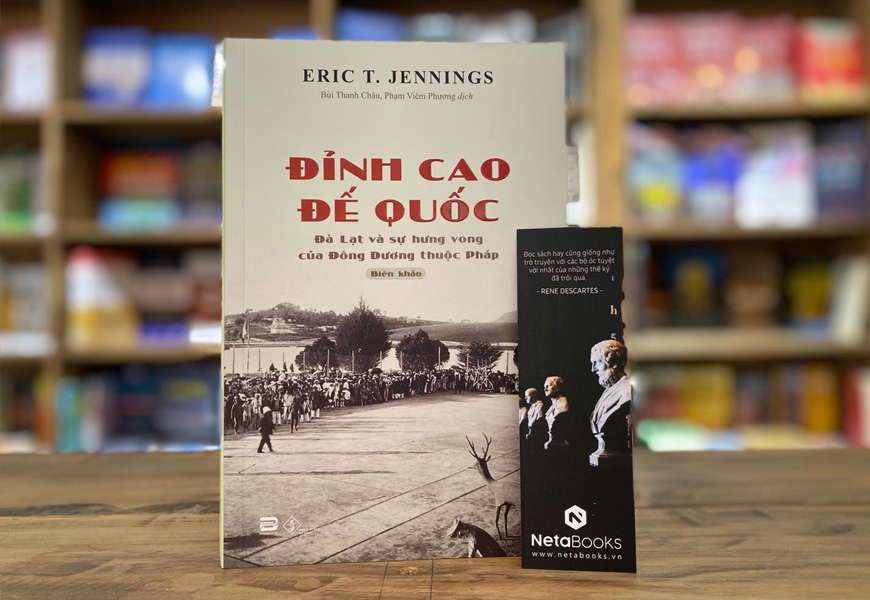 ERIC T. JENNINGS
Bùi Thanh Châu, Phạm Viêm Phương dịch
ĐỈNH CAO
ĐẾ QUỐC
Đà Lạt và sự hưng vong
của Đông Dương thuộc Pháp
Biên khảo
Đọc sách hay cũng giống như
trò truyện với các bộ óc tuyệt
vời nhất của những thế kỷ
đã trôi qua.
- RENE DESCARTES -
h
NetaBooks
www.netabooks.vn